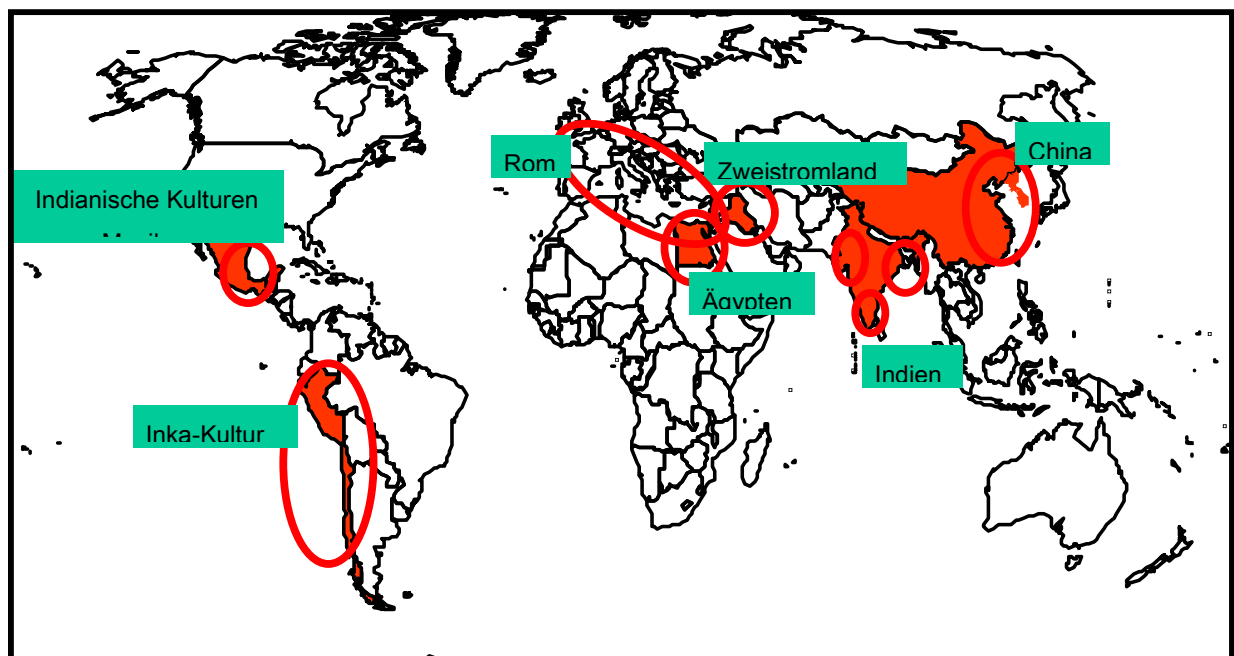 Rom
Zweistromland
China
Indianische Kulturen
Ägypten
Indien
Inka-Kultur